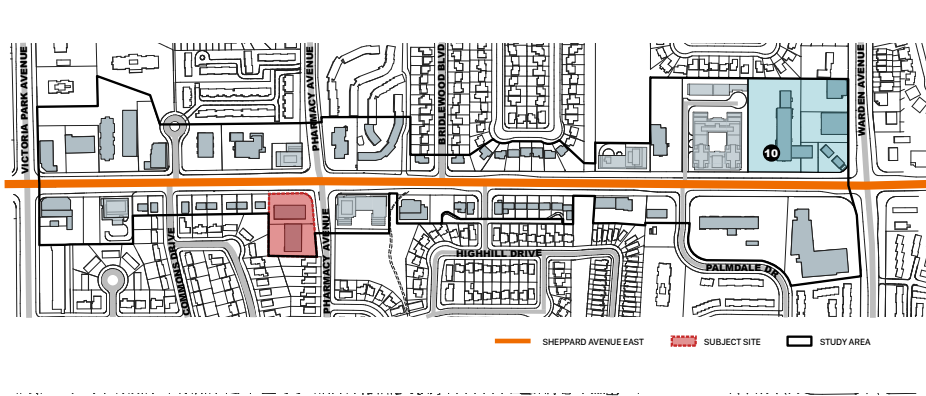 VICTORIA PARK AVENUE
PHARMACY AVENUE
BRIDLEWOOD BLVD
WARDEN AVENUE
10
COMMONS DRIVE
PHARMACY AVENUE
HIGHHILL DRIVE
PALMDALE DR
SHEPPARD AVENUE EAST
SUBJECT SITE
STUDY AREA